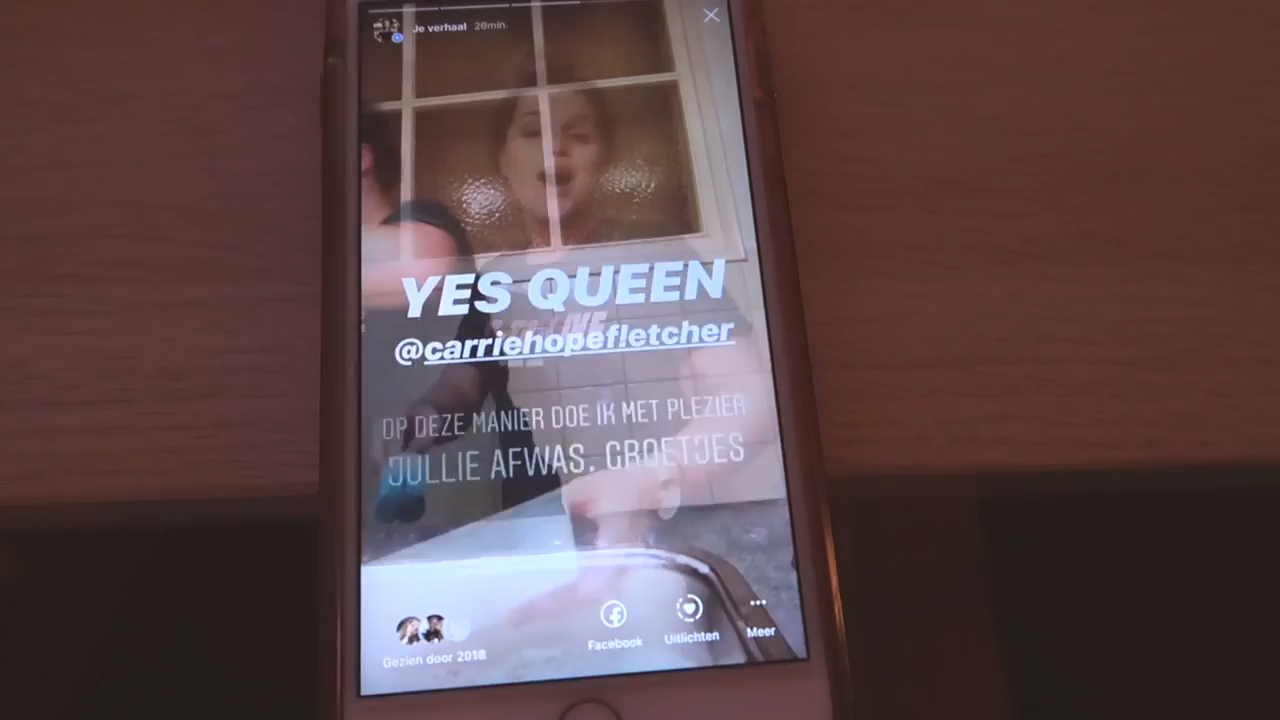 Je verhaal 26min.
YES QUEEN
@carriehopefletcher
OP DEZE MANIER DOE IK MET PLEZIER
JULLIE AFWAS. GROETJES
Facebook
Uitlichten
Meer
Gezien door 2018